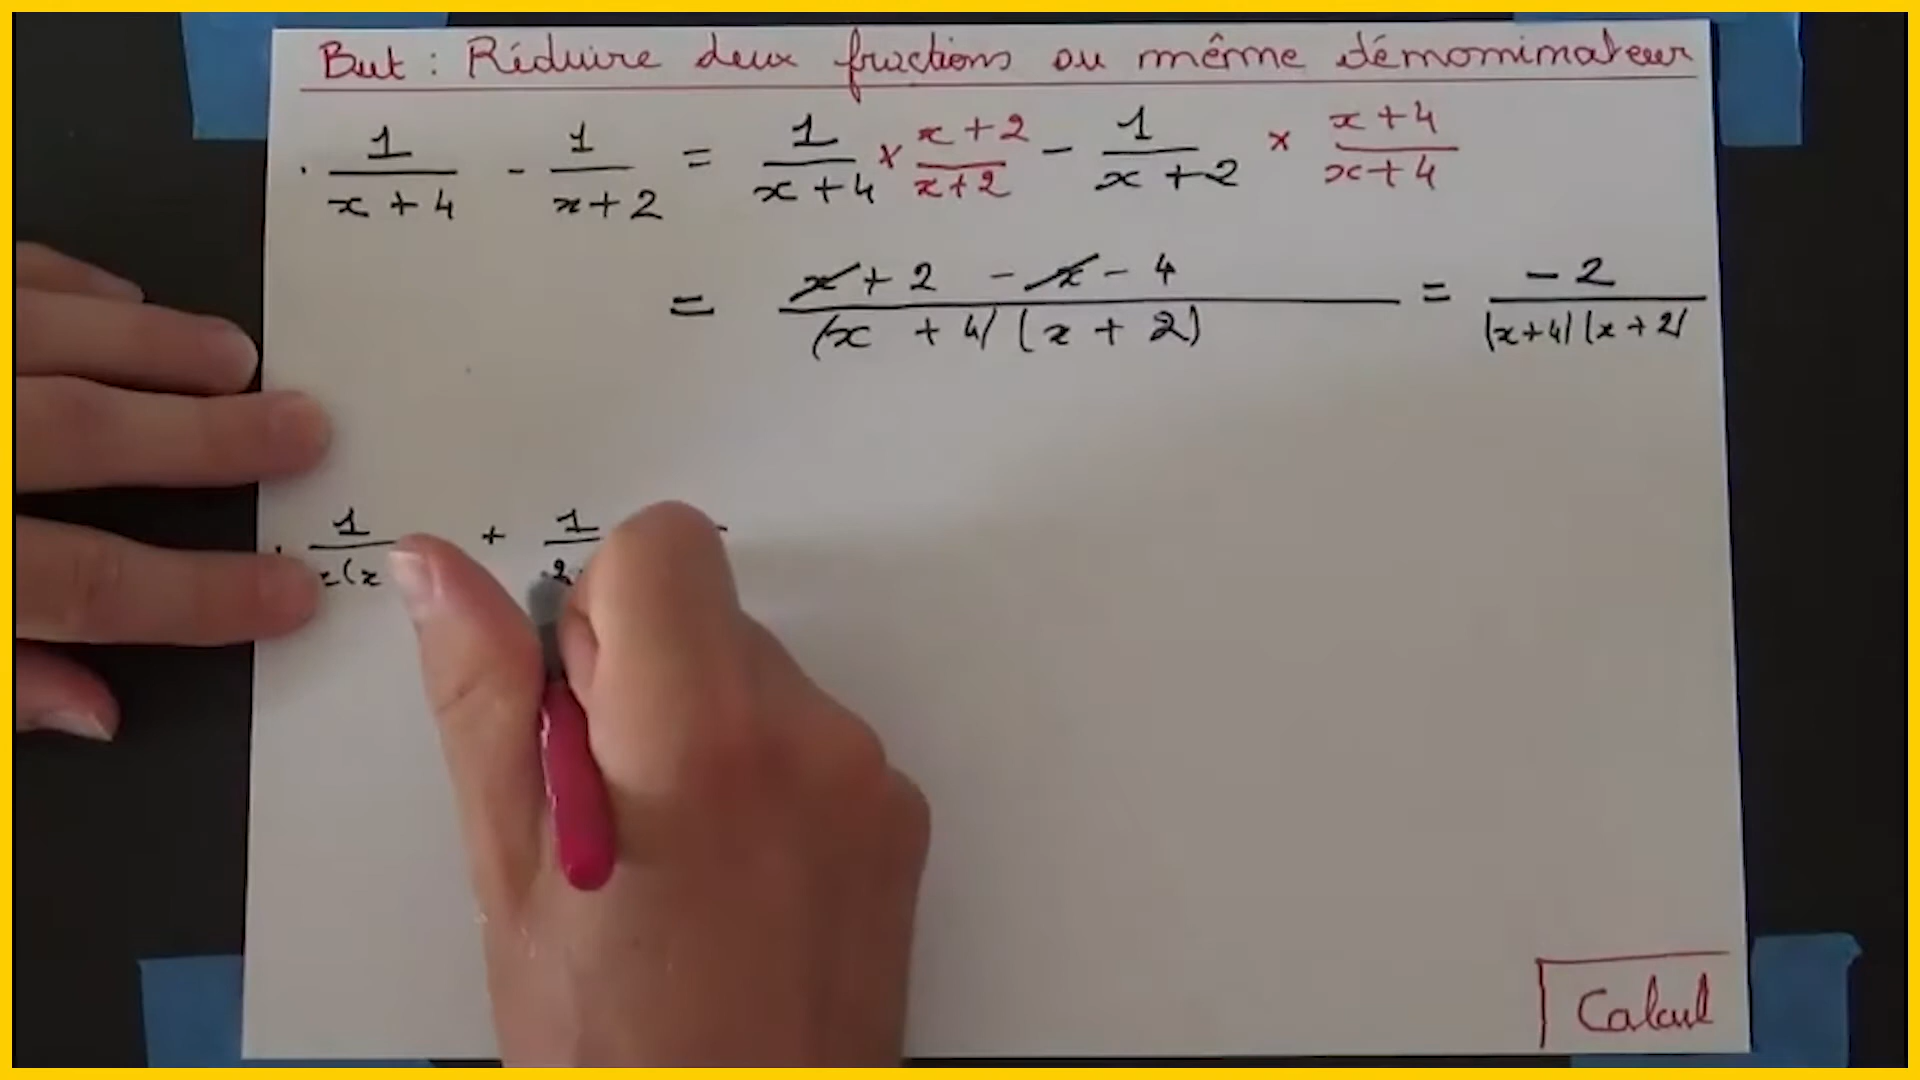 But : Réduire deux fractions au même dénominateur
· 1/(x + 4) - 1/(x + 2) = 1/(x + 4) × (x + 2)/(x + 2) - 1/(x + 2) × (x + 4)/(x + 4)
= (x + 2 - x - 4)/((x + 4)(x + 2)) = -2/((x + 4)(x + 2))
· 1/(x(x + 1/2
Calcul